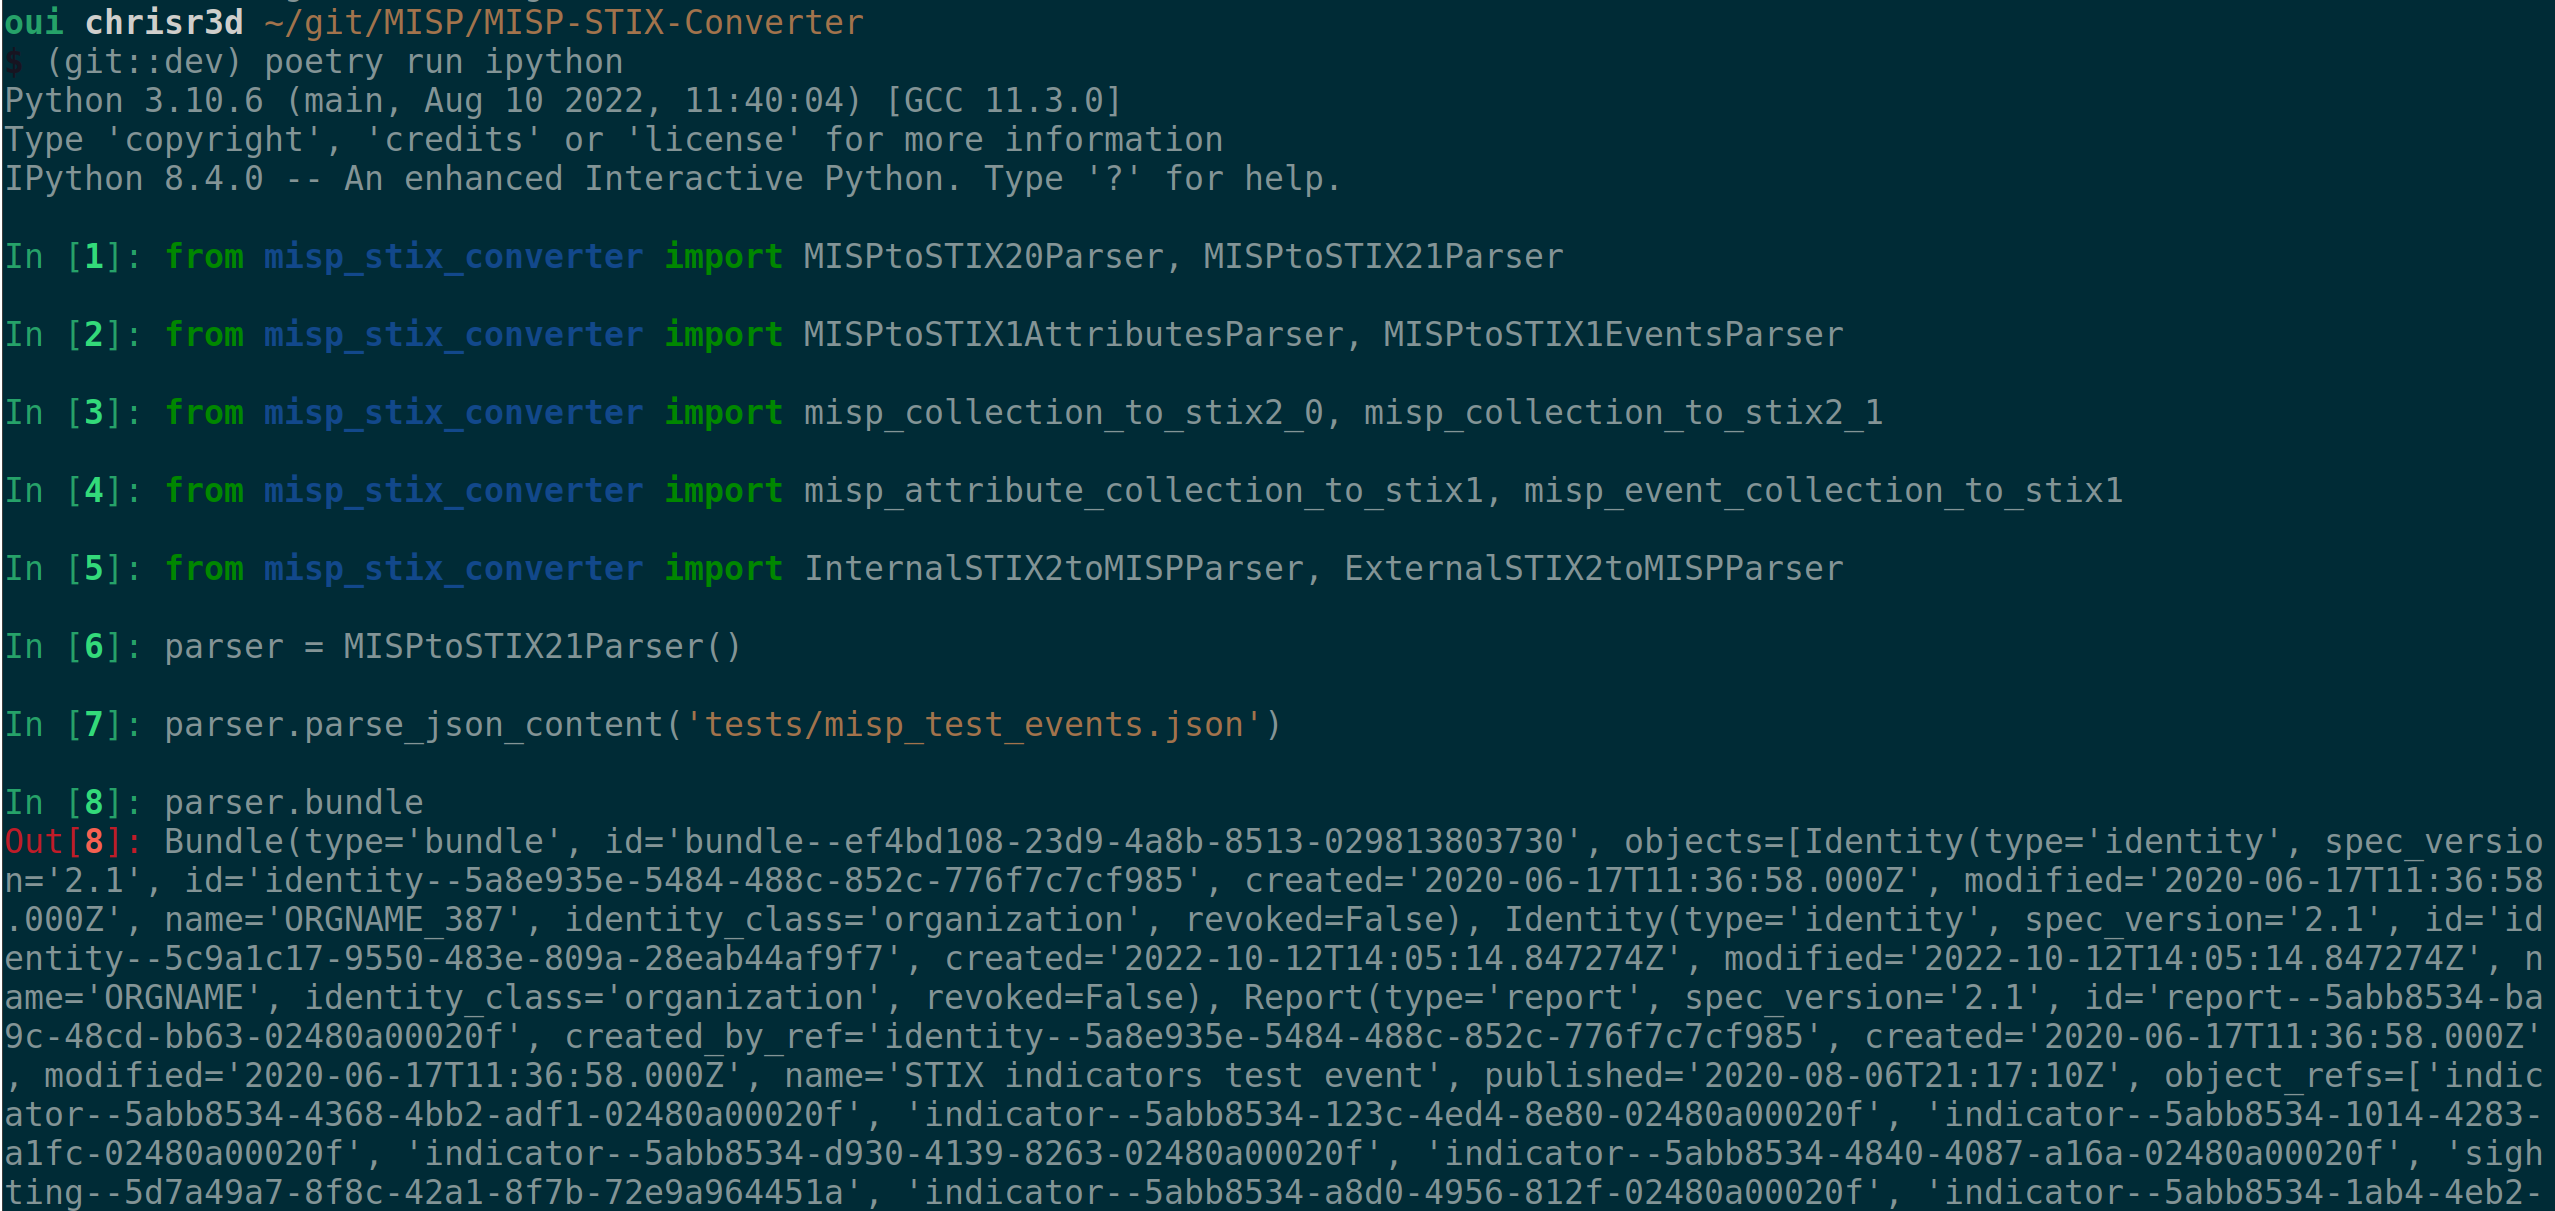 oui chrisr3d ~/git/MISP/MISP-STIX-Converter
$ (git::dev) poetry run ipython
Python 3.10.6 (main, Aug 10 2022, 11:40:04) [GCC 11.3.0]
Type 'copyright', 'credits' or 'license' for more information
IPython 8.4.0 -- An enhanced Interactive Python. Type '?' for help.
In [1]: from misp_stix_converter import MISPtoSTIX20Parser, MISPtoSTIX21Parser
In [2]: from misp_stix_converter import MISPtoSTIX1AttributesParser, MISPtoSTIX1EventsParser
In [3]: from misp_stix_converter import misp_collection_to_stix2_0, misp_collection_to_stix2_1
In [4]: from misp_stix_converter import misp_attribute_collection_to_stix1, misp_event_collection_to_stix1
In [5]: from misp_stix_converter import InternalSTIX2toMISPParser, ExternalSTIX2toMISPParser
In [6]: parser = MISPtoSTIX21Parser()
In [7]: parser.parse_json_content('tests/misp_test_events.json')
In [8]: parser.bundle
Out[8]: Bundle(type='bundle', id='bundle--ef4bd108-23d9-4a8b-8513-029813803730', objects=[Identity(type='identity', spec_versio
n='2.1', id='identity--5a8e935e-5484-488c-852c-776f7c7cf985', created='2020-06-17T11:36:58.000Z', modified='2020-06-17T11:36:58
.000Z', name='ORGNAME_387', identity_class='organization', revoked=False), Identity(type='identity', spec_version='2.1', id='id
entity--5c9a1c17-9550-483e-809a-28eab44af9f7', created='2022-10-12T14:05:14.847274Z', modified='2022-10-12T14:05:14.847274Z', n
ame='ORGNAME', identity_class='organization', revoked=False), Report(type='report', spec_version='2.1', id='report--5abb8534-ba
9c-48cd-bb63-02480a00020f', created_by_ref='identity--5a8e935e-5484-488c-852c-776f7c7cf985', created='2020-06-17T11:36:58.000Z'
, modified='2020-06-17T11:36:58.000Z', name='STIX indicators test event', published='2020-08-06T21:17:10Z', object_refs=['indic
ator--5abb8534-4368-4bb2-adf1-02480a00020f', 'indicator--5abb8534-123c-4ed4-8e80-02480a00020f', 'indicator--5abb8534-1014-4283-
a1fc-02480a00020f', 'indicator--5abb8534-d930-4139-8263-02480a00020f', 'indicator--5abb8534-4840-4087-a16a-02480a00020f', 'sigh
ting--5d7a49a7-8f8c-42a1-8f7b-72e9a964451a', 'indicator--5abb8534-a8d0-4956-812f-02480a00020f', 'indicator--5abb8534-1ab4-4eb2-